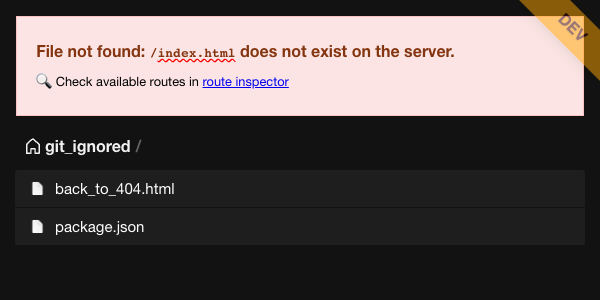 DEV
File not found: /index.html does not exist on the server.
🔍 Check available routes in route inspector
git_ignored /
back_to_404.html
package.json